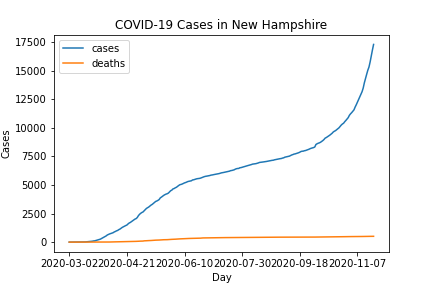 COVID-19 Cases in New Hampshire
cases
deaths
17500
15000
12500
10000
7500
5000
2500
0
Cases
2020-03-02 2020-04-21 2020-06-10 2020-07-30 2020-09-18 2020-11-07
Day